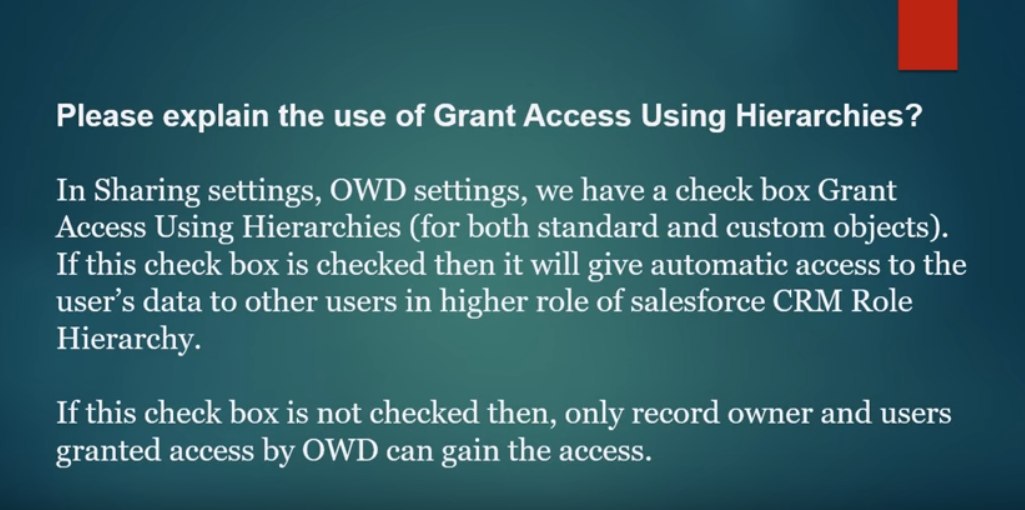 Please explain the use of Grant Access Using Hierarchies?
In Sharing settings, OWD settings, we have a check box Grant
Access Using Hierarchies (for both standard and custom objects).
If this check box is checked then it will give automatic access to the
user’s data to other users in higher role of salesforce CRM Role
Hierarchy.
If this check box is not checked then, only record owner and users
granted access by OWD can gain the access.